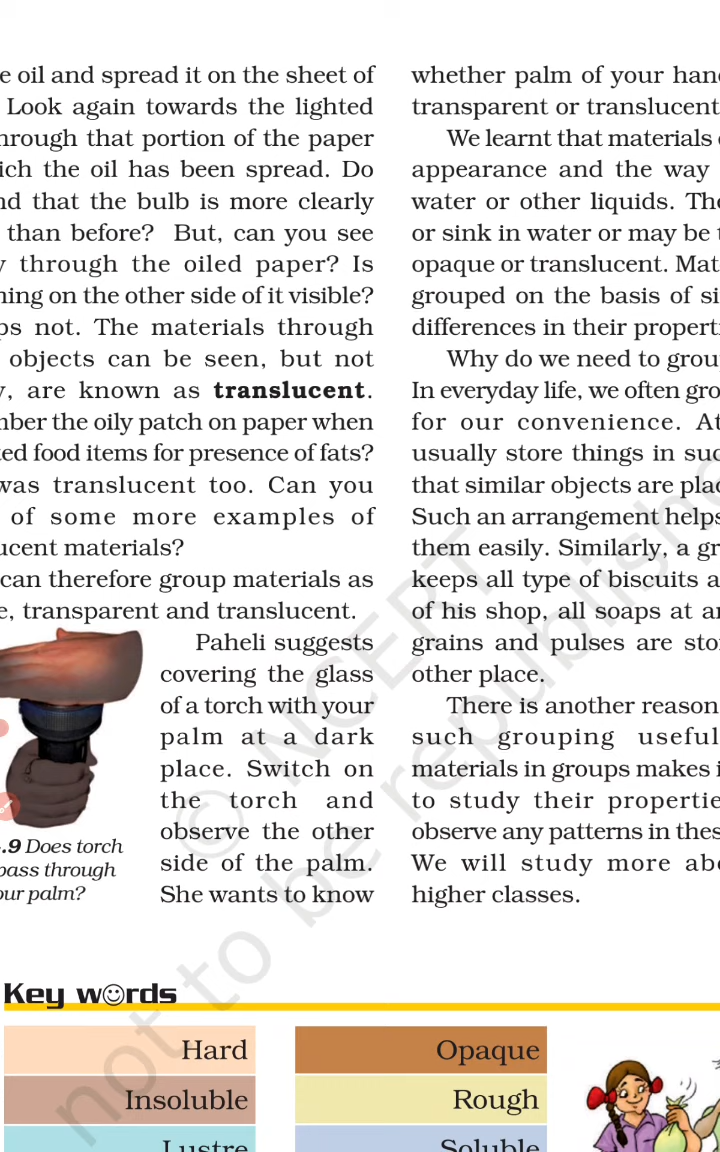 e oil and spread it on the sheet of
Look again towards the lighted
hrough that portion of the paper
ich the oil has been spread. Do
nd that the bulb is more clearly
than before? But, can you see
y through the oiled paper? Is
hing on the other side of it visible?
ps not. The materials through
objects can be seen, but not
y, are known as translucent.
mber the oily patch on paper when
ted food items for presence of fats?
was translucent too. Can you
of some more examples of
ucent materials?
can therefore group materials as
e, transparent and translucent.
Paheli suggests
covering the glass
of a torch with your
palm at a dark
place. Switch on
the torch and
observe the other
side of the palm.
She wants to know
.9 Does torch
pass through
our palm?
whether palm of your han
transparent or translucent
We learnt that materials
appearance and the way
water or other liquids. The
or sink in water or may be t
opaque or translucent. Mat
grouped on the basis of si
differences in their properti
Why do we need to grou
In everyday life, we often gro
for our convenience. At
usually store things in suc
that similar objects are plac
Such an arrangement helps
them easily. Similarly, a gr
keeps all type of biscuits a
of his shop, all soaps at an
grains and pulses are stor
other place.
There is another reason
such grouping useful
materials in groups makes i
to study their propertie
observe any patterns in thes
We will study more abo
higher classes.
Key words
Hard
Insoluble
Lustre
Opaque
Rough
Soluble
© NCERT
not to be republishe